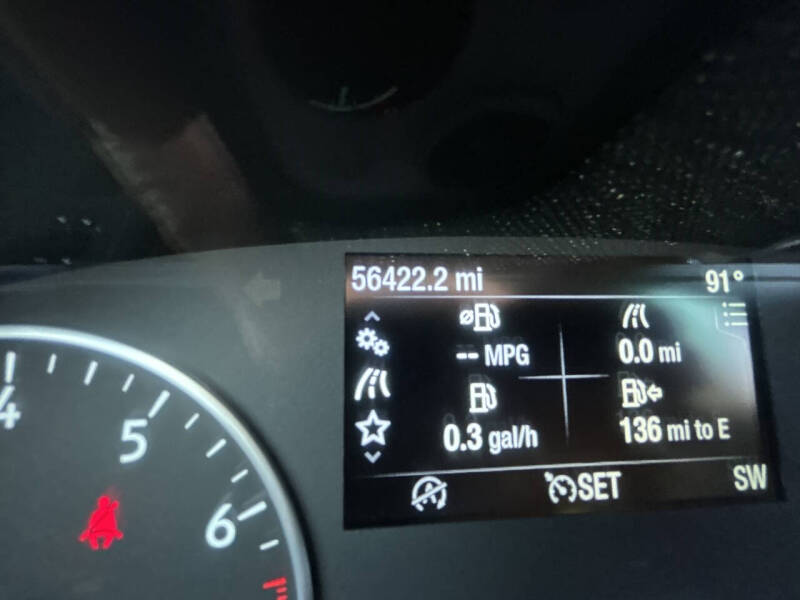 56422.2 mi 91°
-- MPG 0.0 mi
0.3 gal/h 136 mi to E
SET SW
4
5
6